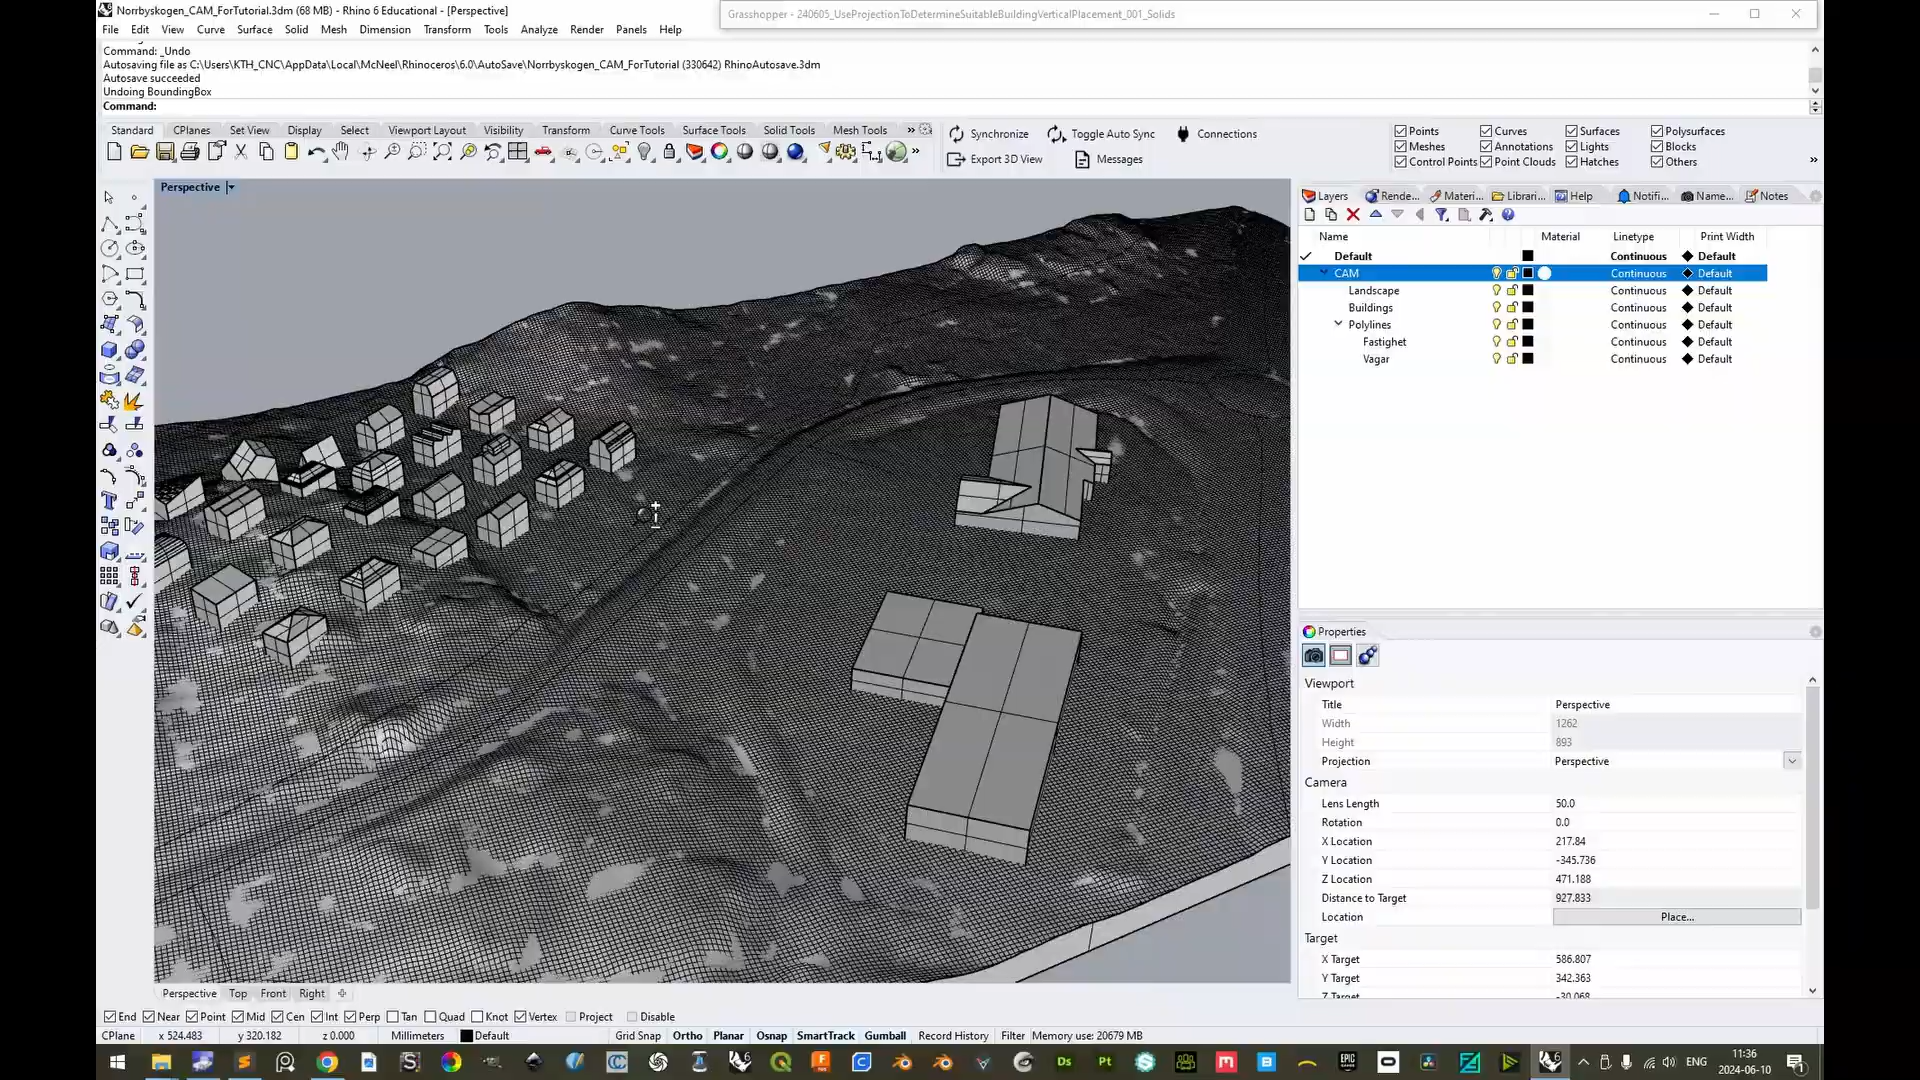 Norrbyskogen_CAM_ForTutorial.3dm (68 MB) - Rhino 6 Educational - [Perspective]
Grasshopper - 240605_UseProjectionToDetermineSuitableBuildingVerticalPlacement_001_Solids
File Edit View Curve Surface Solid Mesh Dimension Transform Tools Analyze Render Panels Help
Command: _Undo
Autosaving file as C:\Users\KTH_CNC\AppData\Local\McNeel\Rhinoceros\6.0\AutoSave\Norrbyskogen_CAM_ForTutorial (330642) RhinoAutosave.3dm
Autosave succeeded
Undoing BoundingBox
Command:
Standard CPlanes Set View Display Select Viewport Layout Visibility Transform Curve Tools Surface Tools Solid Tools Mesh Tools »
Synchronize Toggle Auto Sync Connections
Export 3D View Messages
Points Curves Surfaces Polysurfaces
Meshes Annotations Lights Blocks
Control Points Point Clouds Hatches Others
Perspective
Layers Rende... Materi... Librari... Help Notifi... Name... Notes
Name Material Linetype Print Width
Default Continuous Default
CAM Continuous Default
Landscape Continuous Default
Buildings Continuous Default
Polylines Continuous Default
Fastighet Continuous Default
Vagar Continuous Default
Properties
Viewport
Title Perspective
Width 1262
Height 893
Projection Perspective
Camera
Lens Length 50.0
Rotation 0.0
X Location 217.84
Y Location -345.736
Z Location 471.188
Distance to Target 927.833
Location Place...
Target
X Target 586.807
Y Target 342.363
Z Target -30.068
Perspective Top Front Right
End Near Point Mid Cen Int Perp Tan Quad Knot Vertex Project Disable
CPlane x 524.483 y 320.182 z 0.000 Millimeters Default Grid Snap Ortho Planar Osnap SmartTrack Gumball Record History Filter Memory use: 20679 MB
ENG
11:36
2024-06-10